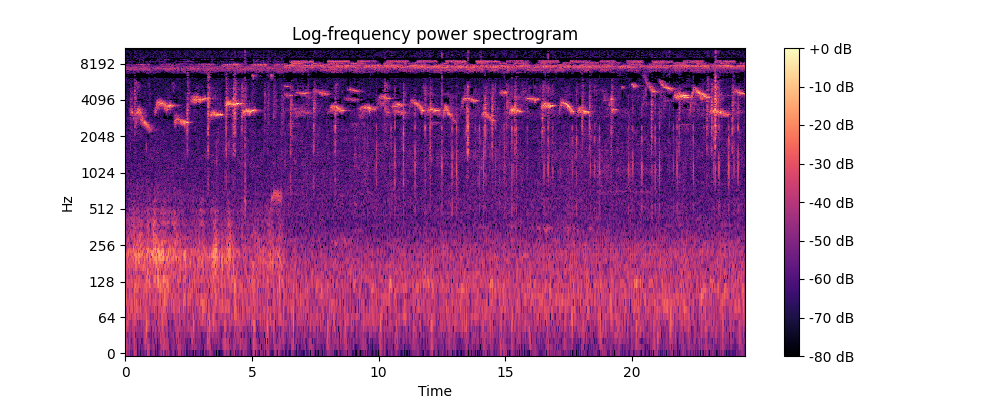 Log-frequency power spectrogram
Hz
8192
4096
2048
1024
512
256
128
64
0
0
5
10
15
20
Time
+0 dB
-10 dB
-20 dB
-30 dB
-40 dB
-50 dB
-60 dB
-70 dB
-80 dB